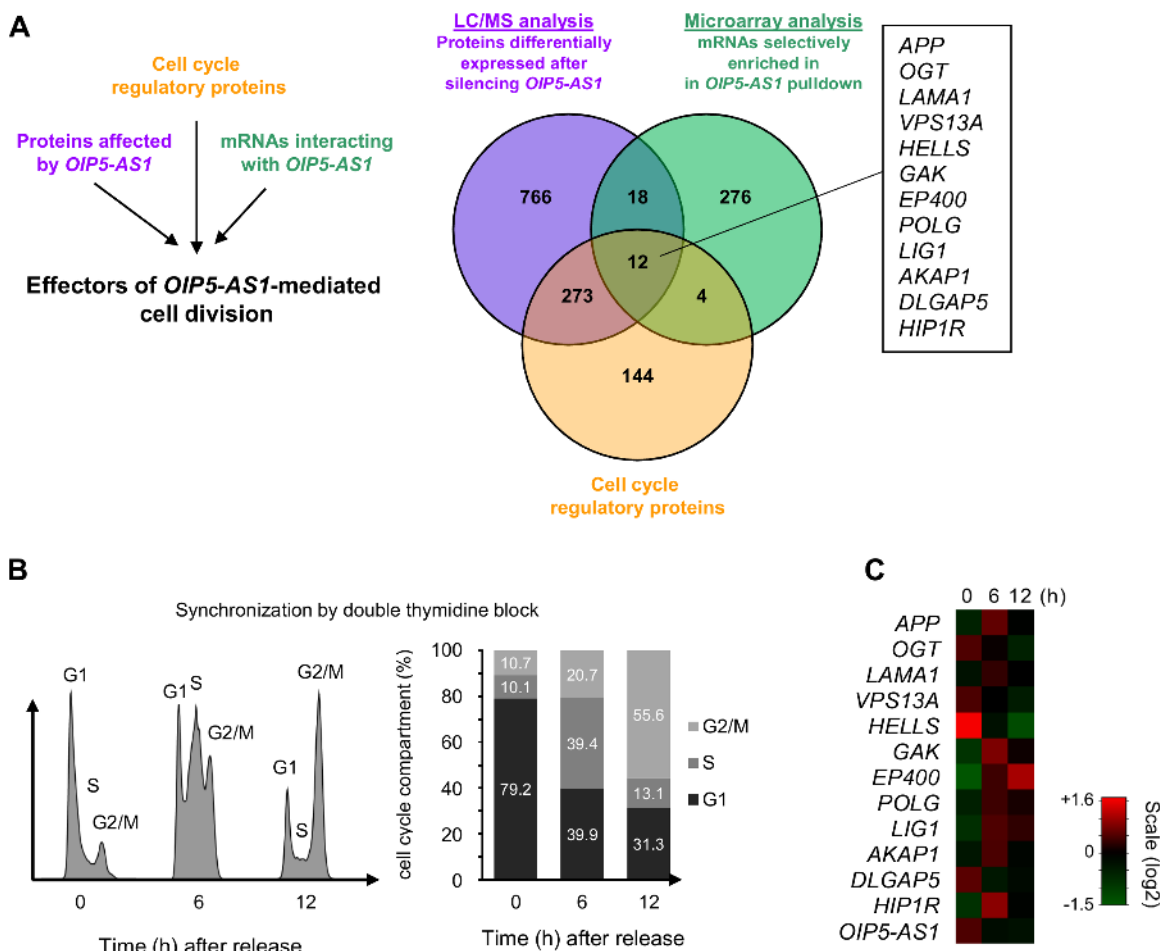 A
Cell cycle
regulatory proteins
Proteins affected
by OIP5-AS1
mRNAs interacting
with OIP5-AS1
Effectors of OIP5-AS1-mediated
cell division
LC/MS analysis
Proteins differentially
expressed after
silencing OIP5-AS1
Microarray analysis
mRNAs selectively
enriched in
in OIP5-AS1 pulldown
766
18
276
12
273
4
144
Cell cycle
regulatory proteins
APP
OGT
LAMA1
VPS13A
HELLS
GAK
EP400
POLG
LIG1
AKAP1
DLGAP5
HIP1R
B
Synchronization by double thymidine block
G1
S
G2/M
G1
S
G2/M
G1
S
G2/M
0
6
12
Time (h) after release
cell cycle compartment (%)
100
80
60
40
20
0
10.7
10.1
79.2
20.7
39.4
39.9
55.6
13.1
31.3
0
6
12
Time (h) after release
G2/M
S
G1
C
0 6 12 (h)
APP
OGT
LAMA1
VPS13A
HELLS
GAK
EP400
POLG
LIG1
AKAP1
DLGAP5
HIP1R
OIP5-AS1
+1.6
0
-1.5
Scale (log2)